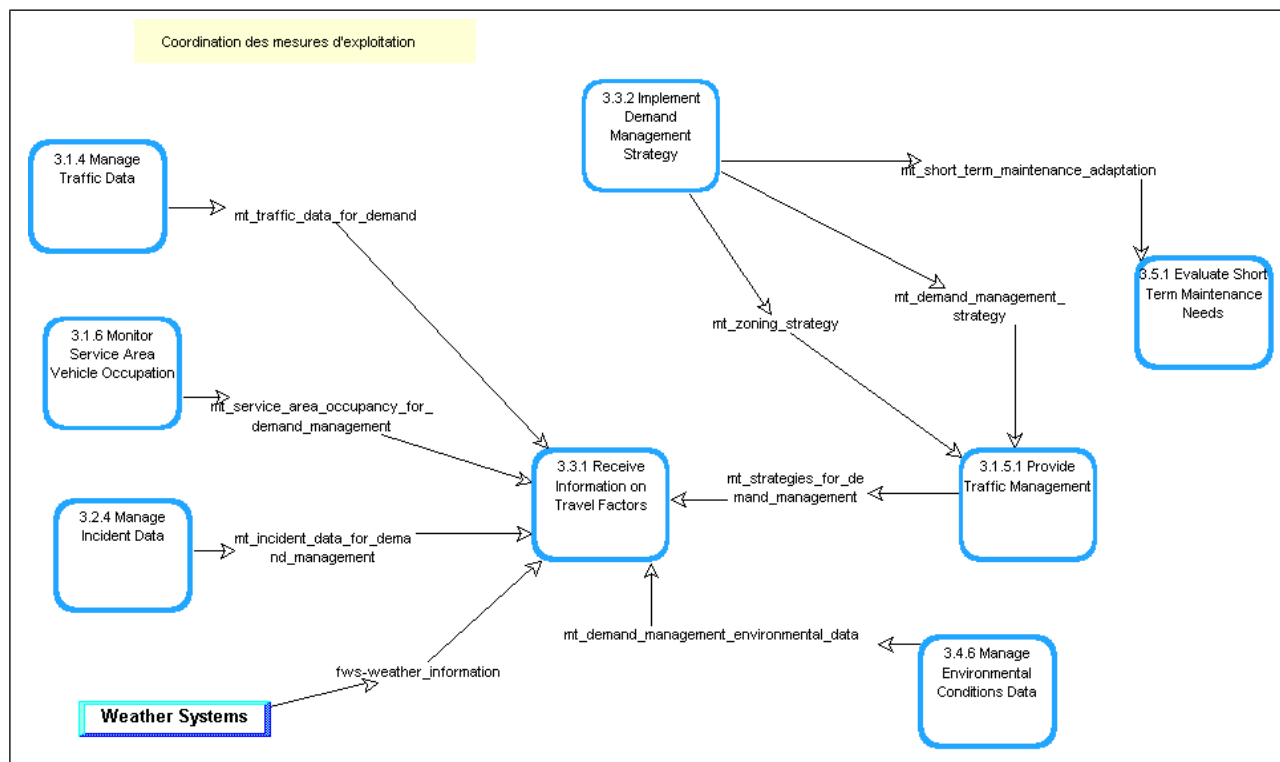 Coordination des mesures d'exploitation
3.3.2 Implement
Demand
Management
Strategy
3.1.4 Manage
Traffic Data
mt_short_term_maintenance_adaptation
mt_traffic_data_for_demand
3.5.1 Evaluate Short
Term Maintenance
Needs
mt_demand_management_
strategy
mt_zoning_strategy
3.1.6 Monitor
Service Area
Vehicle Occupation
mt_service_area_occupancy_for_
demand_management
3.3.1 Receive
Information on
Travel Factors
mt_strategies_for_de
mand_management
3.1.5.1 Provide
Traffic Management
3.2.4 Manage
Incident Data
mt_incident_data_for_dema
nd_management
mt_demand_management_environmental_data
3.4.6 Manage
Environmental
Conditions Data
fws-weather_information
Weather Systems